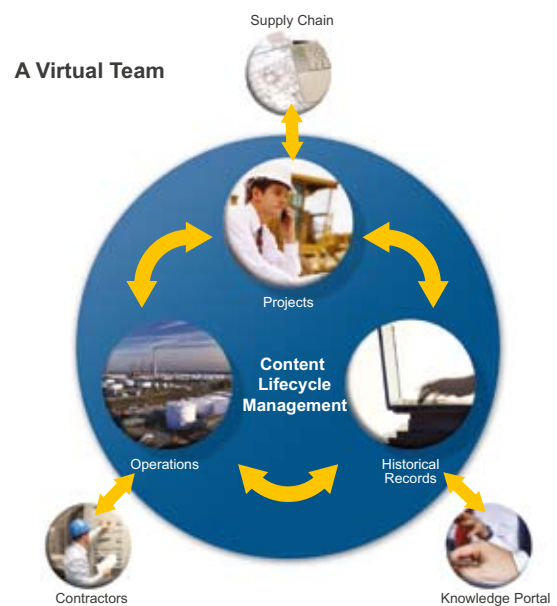 Supply Chain
A Virtual Team
Projects
Content
Lifecycle
Management
Operations
Historical
Records
Contractors
Knowledge Portal